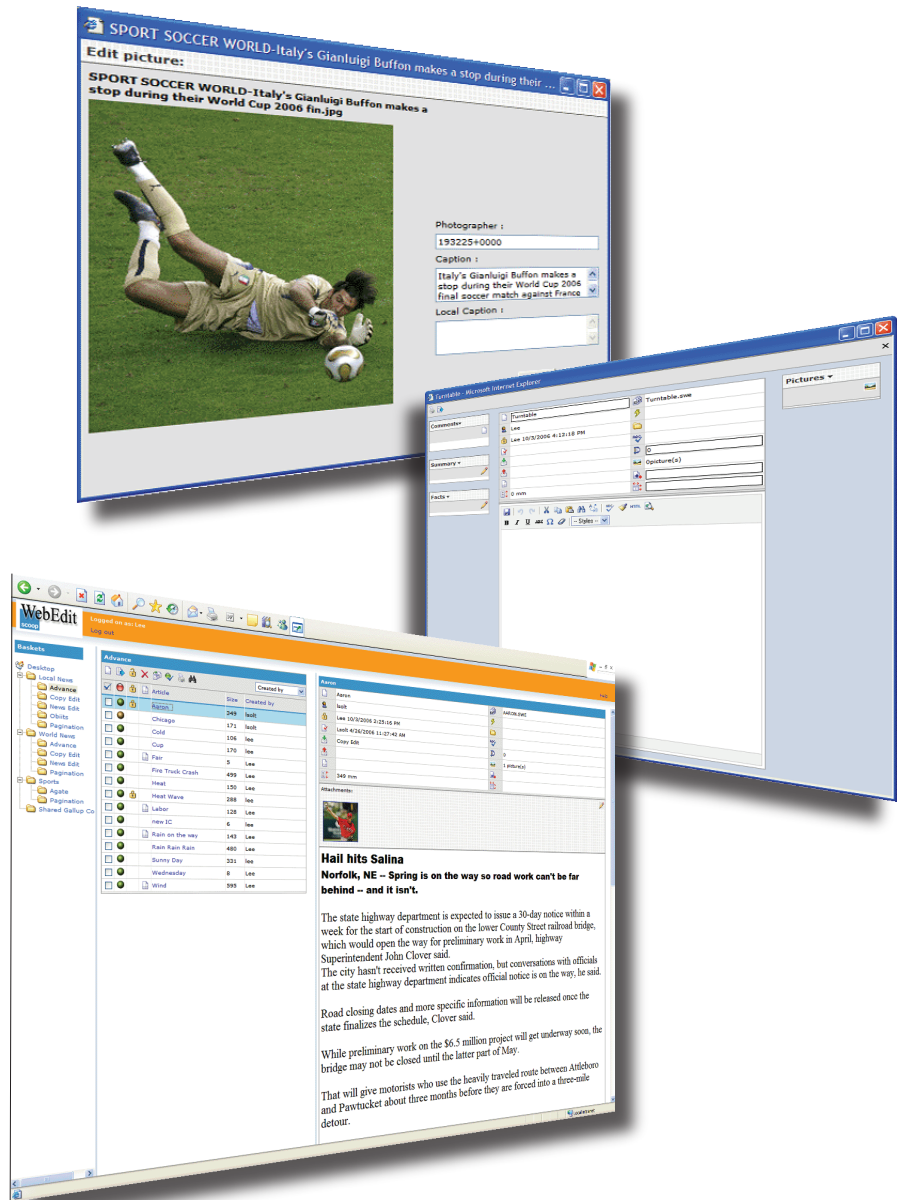 SPORT SOCCER WORLD-Italy's Gianluigi Buffon makes a stop during their ...
Edit picture:
SPORT SOCCER WORLD-Italy's Gianluigi Buffon makes a
stop during their World Cup 2006 fin.jpg
Photographer :
193225+0000
Caption :
Italy's Gianluigi Buffon makes a
stop during their World Cup 2006
final soccer match against France
Local Caption :
Turntable - Microsoft Internet Explorer
Comments
Summary
Facts
Turntable
Lee
Lee 10/3/2006 4:12:18 PM
0 mm
Turntable.swe
0
0picture(s)
Pictures
B I U ABC Ω
-- Styles --
HTML
WebEdit
scoop
Logged on as: Lee
Log out
Baskets
Desktop
Local News
Advance
Copy Edit
News Edit
Obits
Pagination
World News
Advance
Copy Edit
News Edit
Pagination
Sports
Agate
Pagination
Shared Gallup Co
Advance
Created by
Article Size Created by
Aaron 349 lsolt
Chicago 171 lsolt
Cold 106 lee
Cup 170 lee
Fair 5 Lee
Fire Truck Crash 499 Lee
Heat 150 Lee
Heat Wave 288 lee
Labor 128 Lee
new IC 6 lee
Rain on the way 143 Lee
Rain Rain Rain 480 Lee
Sunny Day 331 lee
Wednesday 8 Lee
Wind 599 Lee
Aaron
Aaron
lsolt
Lee 10/3/2006 2:25:16 PM
Lsolt 4/26/2006 11:27:42 AM
Copy Edit
349 mm
AARON.SWE
0
1 picture(s)
Attachments:
Hail hits Salina
Norfolk, NE -- Spring is on the way so road work can't be far
behind -- and it isn't.
The state highway department is expected to issue a 30-day notice within a
week for the start of construction on the lower County Street railroad bridge,
which would open the way for preliminary work in April, highway
Superintendent John Clover said.
The city hasn't received written confirmation, but conversations with officials
at the state highway department indicates official notice is on the way, he said.
Road closing dates and more specific information will be released once the
state finalizes the schedule, Clover said.
While preliminary work on the $6.5 million project will get underway soon, the
bridge may not be closed until the latter part of May.
That will give motorists who use the heavily traveled route between Attleboro
and Pawtucket about three months before they are forced into a three-mile
detour.